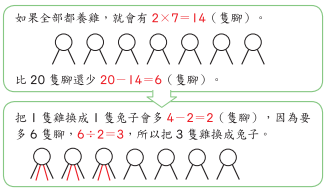 如果全部都養雞，就會有 2×7=14（隻腳）。
比 20 隻腳還少 20－14=6（隻腳）。
把 1 隻雞換成 1 隻兔子會多 4－2=2（隻腳），因為要
多 6 隻腳，6÷2=3，所以把 3 隻雞換成兔子。